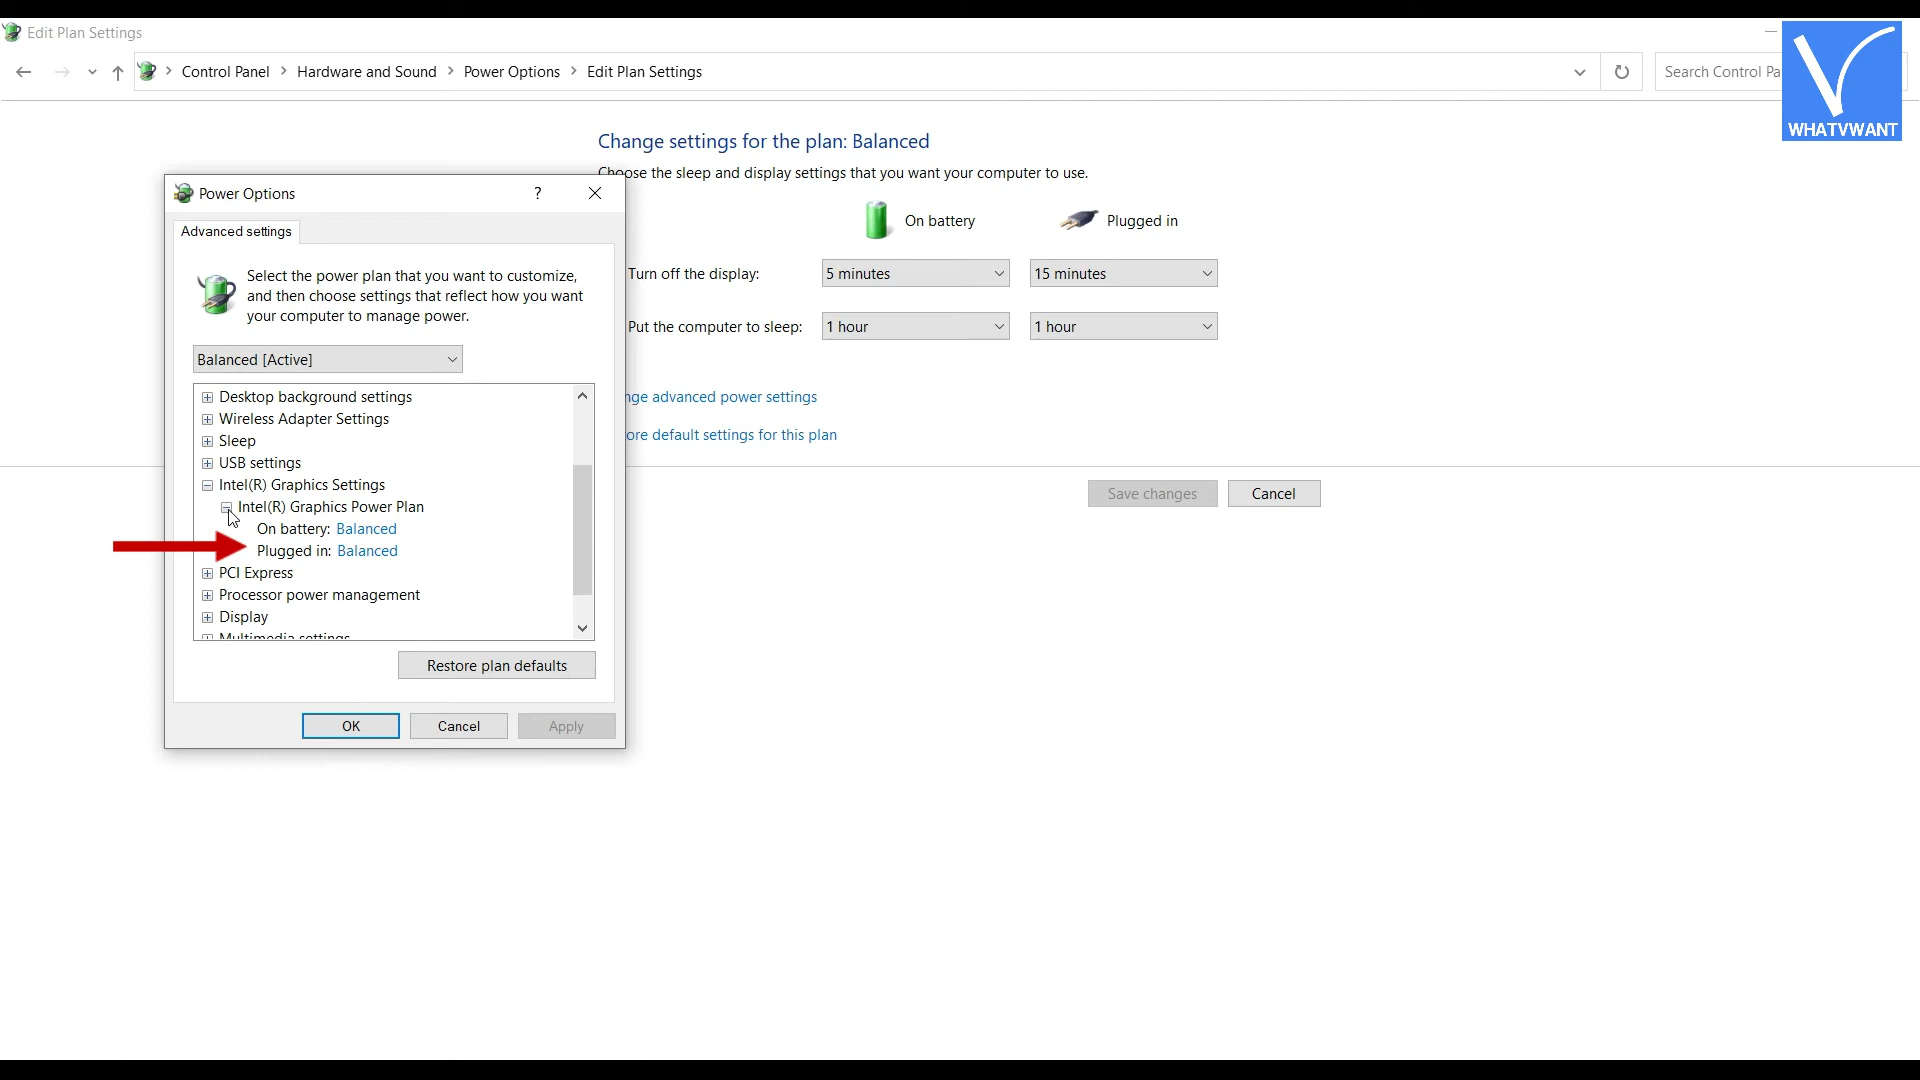 Edit Plan Settings
Control Panel > Hardware and Sound > Power Options > Edit Plan Settings
Search Control Pa
WHATVWANT
Change settings for the plan: Balanced
Choose the sleep and display settings that you want your computer to use.
On battery
Plugged in
Turn off the display:
5 minutes
15 minutes
Put the computer to sleep:
1 hour
1 hour
nge advanced power settings
ore default settings for this plan
Save changes
Cancel
Power Options
?
Advanced settings
Select the power plan that you want to customize,
and then choose settings that reflect how you want
your computer to manage power.
Balanced [Active]
Desktop background settings
Wireless Adapter Settings
Sleep
USB settings
Intel(R) Graphics Settings
Intel(R) Graphics Power Plan
On battery: Balanced
Plugged in: Balanced
PCI Express
Processor power management
Display
Multimedia settings
Restore plan defaults
OK
Cancel
Apply